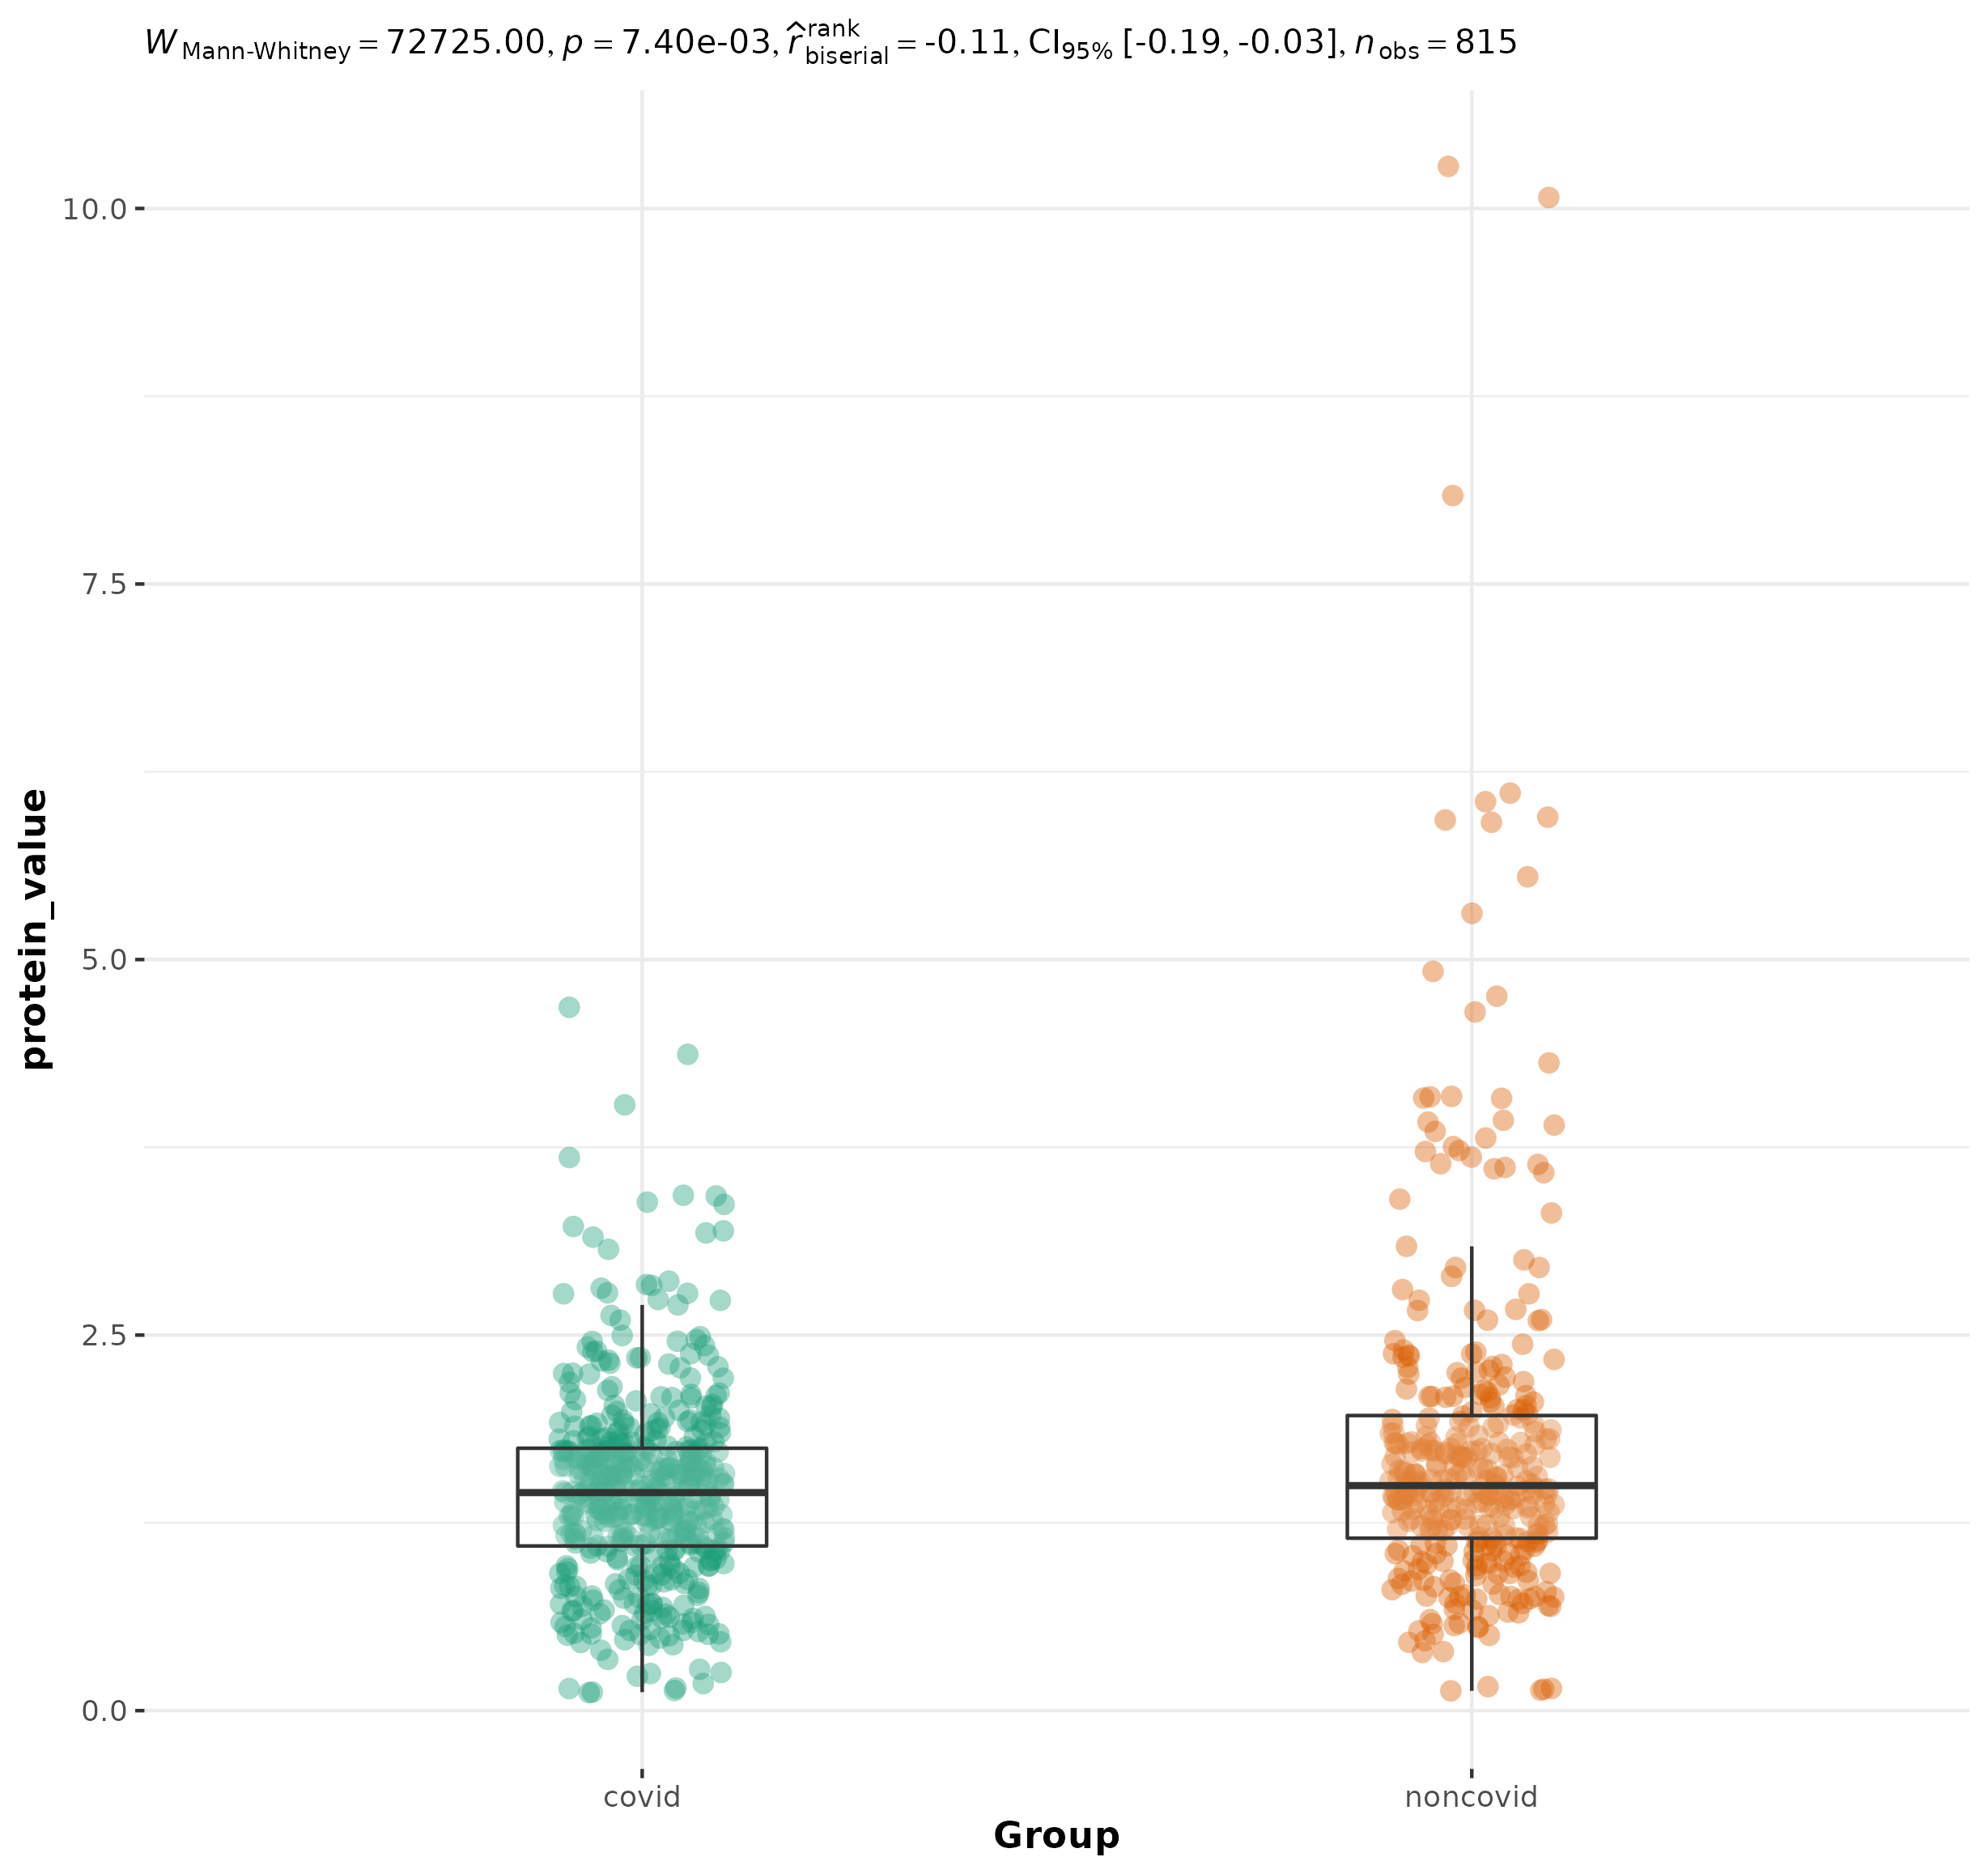 W Mann-Whitney = 72725.00, p = 7.40e-03, r̂ rank biserial = -0.11, CI95% [-0.19, -0.03], n obs = 815
10.0
7.5
5.0
2.5
0.0
protein_value
covid
noncovid
Group